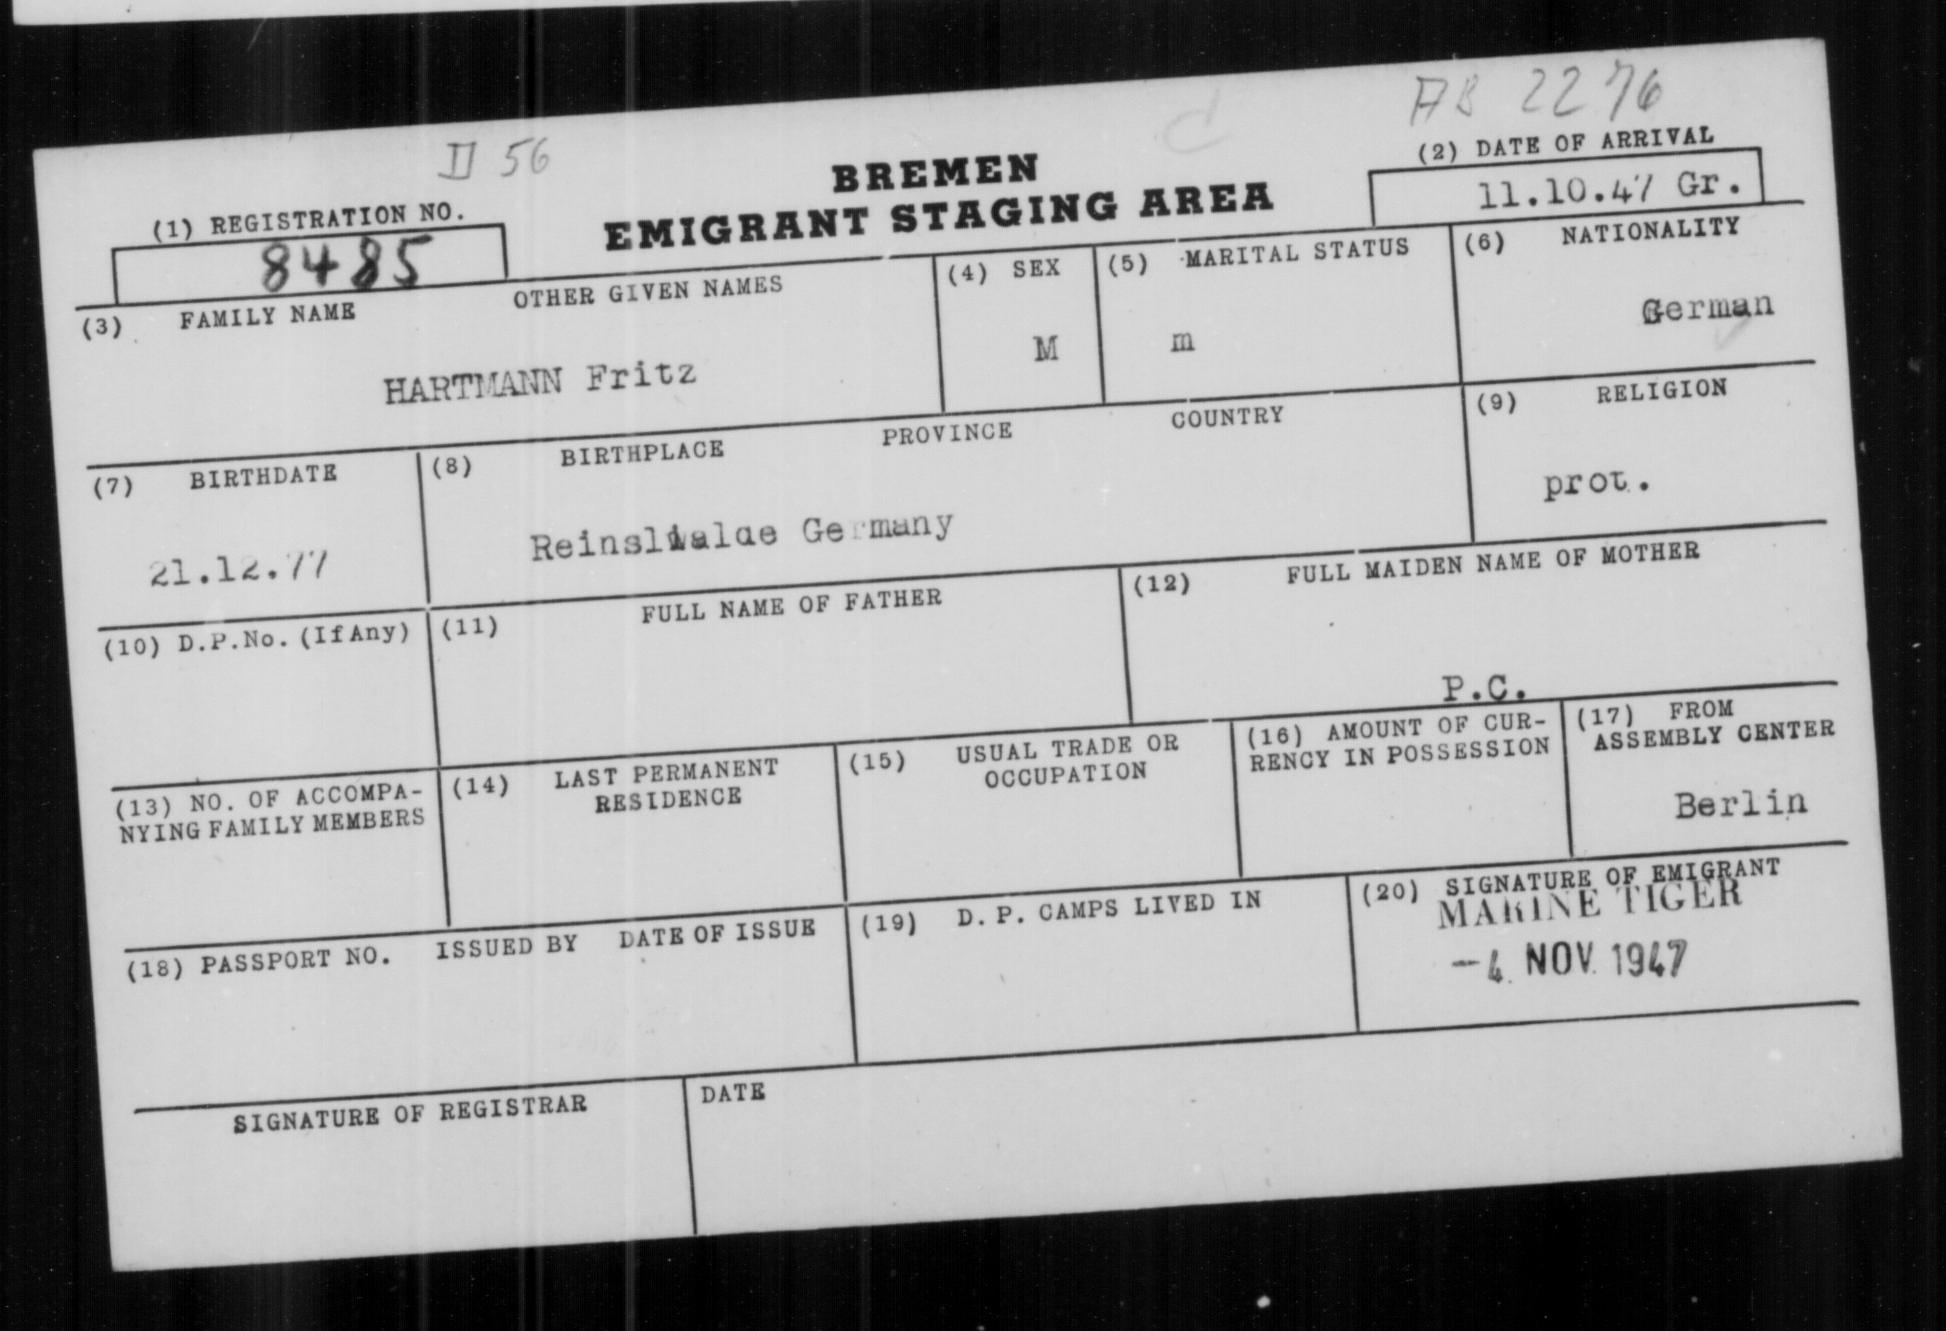 II 56
AB 2276
BREMEN
EMIGRANT STAGING AREA
(1) REGISTRATION NO.
8485
(2) DATE OF ARRIVAL
11.10.47 Gr.
(3) FAMILY NAME OTHER GIVEN NAMES
HARTMANN Fritz
(4) SEX
M
(5) MARITAL STATUS
m
(6) NATIONALITY
German
(7) BIRTHDATE
21.12.77
(8) BIRTHPLACE PROVINCE COUNTRY
Germany
(9) RELIGION
prot.
(10) D.P.No. (If Any)
(11) FULL NAME OF FATHER
(12) FULL MAIDEN NAME OF MOTHER
P.C.
(13) NO. OF ACCOMPA-
NYING FAMILY MEMBERS
(14) LAST PERMANENT
RESIDENCE
(15) USUAL TRADE OR
OCCUPATION
(16) AMOUNT OF CUR-
RENCY IN POSSESSION
(17) FROM
ASSEMBLY CENTER
Berlin
(18) PASSPORT NO. ISSUED BY DATE OF ISSUE
(19) D. P. CAMPS LIVED IN
(20) SIGNATURE OF EMIGRANT
MARINE TIGER
-4. NOV. 1947
SIGNATURE OF REGISTRAR
DATE